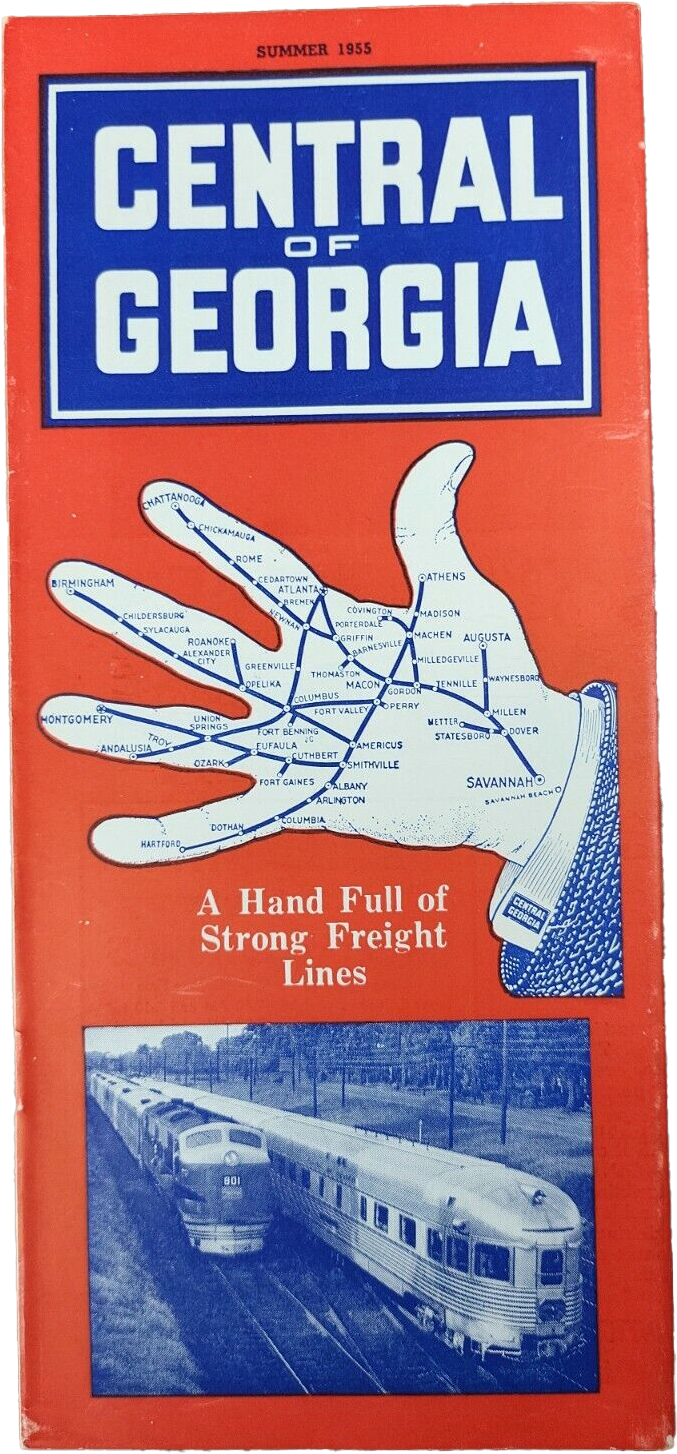 SUMMER 1955
CENTRAL
OF
GEORGIA
CHATTANOOGA
CHICKAMAUGA
ROME
CEDARTOWN
ATLANTA
BREMEN
NEWNAN
BIRMINGHAM
CHILDERSBURG
SYLACAUGA
ROANOKE
ALEXANDER
CITY
GREENVILLE
OPELIKA
ATHENS
COVINGTON
MADISON
PORTERDALE
GRIFFIN
MACHEN
BARNESVILLE
AUGUSTA
THOMASTON
MILLEDGEVILLE
MACON
GORDON
TENNILLE
WAYNESBORO
COLUMBUS
FORT VALLEY
PERRY
MILLEN
METTER
STATESBORO
DOVER
MONTGOMERY
UNION
SPRINGS
FORT BENNING
JC
TROY
ANDALUSIA
EUFAULA
AMERICUS
OZARK
CUTHBERT
SMITHVILLE
FORT GAINES
ALBANY
SAVANNAH
SAVANNAH BEACH
ARLINGTON
DOTHAN
COLUMBIA
HARTFORD
A Hand Full of
Strong Freight
Lines
CENTRAL
OF
GEORGIA
801